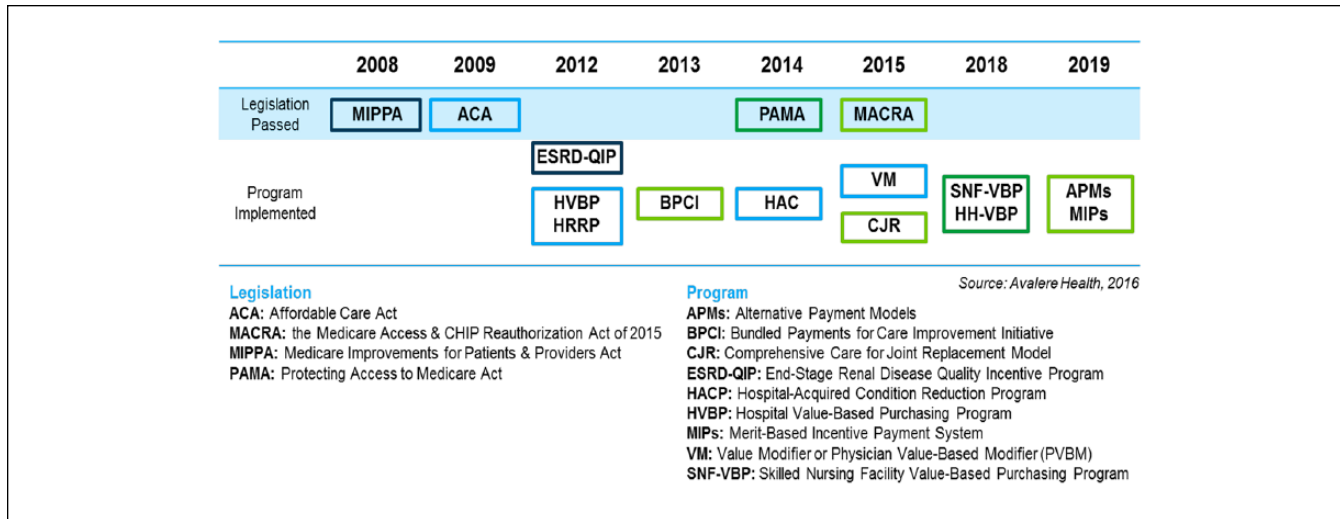 2008 2009 2012 2013 2014 2015 2018 2019
Legislation
Passed
MIPPA ACA PAMA MACRA
ESRD-QIP
Program
Implemented
HVBP
HRRP
BPCI
HAC
VM
CJR
SNF-VBP
HH-VBP
APMs
MIPs
Source: Avalere Health, 2016
Legislation
ACA: Affordable Care Act
MACRA: the Medicare Access & CHIP Reauthorization Act of 2015
MIPPA: Medicare Improvements for Patients & Providers Act
PAMA: Protecting Access to Medicare Act
Program
APMs: Alternative Payment Models
BPCI: Bundled Payments for Care Improvement Initiative
CJR: Comprehensive Care for Joint Replacement Model
ESRD-QIP: End-Stage Renal Disease Quality Incentive Program
HACP: Hospital-Acquired Condition Reduction Program
HVBP: Hospital Value-Based Purchasing Program
MIPs: Merit-Based Incentive Payment System
VM: Value Modifier or Physician Value-Based Modifier (PVBM)
SNF-VBP: Skilled Nursing Facility Value-Based Purchasing Program